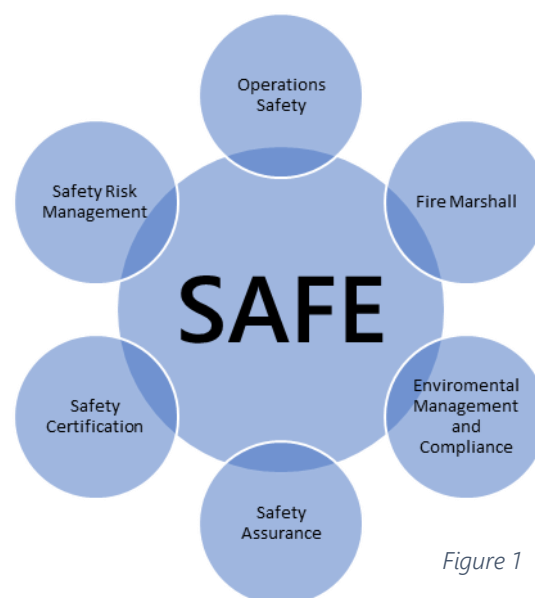 Operations
Safety
Safety Risk
Management
Fire Marshall
SAFE
Safety
Certification
Enviromental
Management
and
Compliance
Safety
Assurance
Figure 1